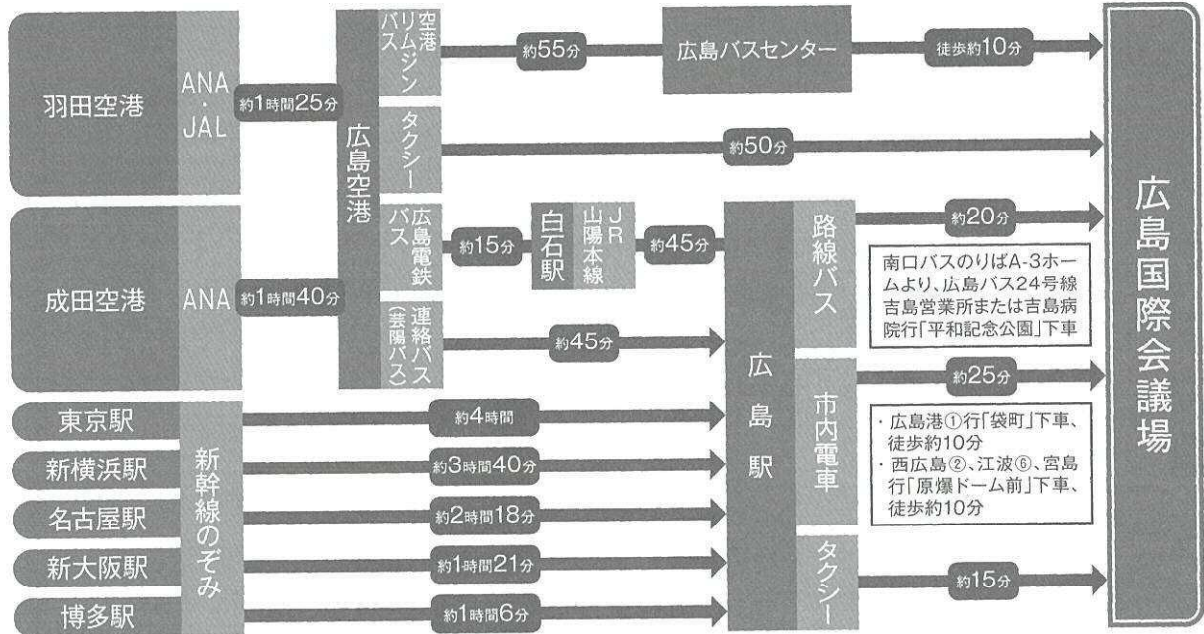 羽田空港
ANA・JAL
約1時間25分
成田空港
ANA
約1時間40分
広島空港
空港リムジンバス
約55分
広島バスセンター
徒歩約10分
タクシー
約50分
広島電鉄バス
約15分
白石駅
JR山陽本線
約45分
連絡バス(芸陽バス)
約45分
東京駅
新横浜駅
名古屋駅
新大阪駅
博多駅
新幹線のぞみ
約4時間
約3時間40分
約2時間18分
約1時間21分
約1時間6分
広島駅
路線バス
約20分
南口バスのりばA-3ホ
ームより、広島バス24号線
吉島営業所または吉島病
院行「平和記念公園」下車
市内電車
約25分
・広島港①行「袋町」下車、
徒歩約10分
・西広島②、江波⑥、宮島
行「原爆ドーム前」下車、
徒歩約10分
タクシー
約15分
広島国際会議場